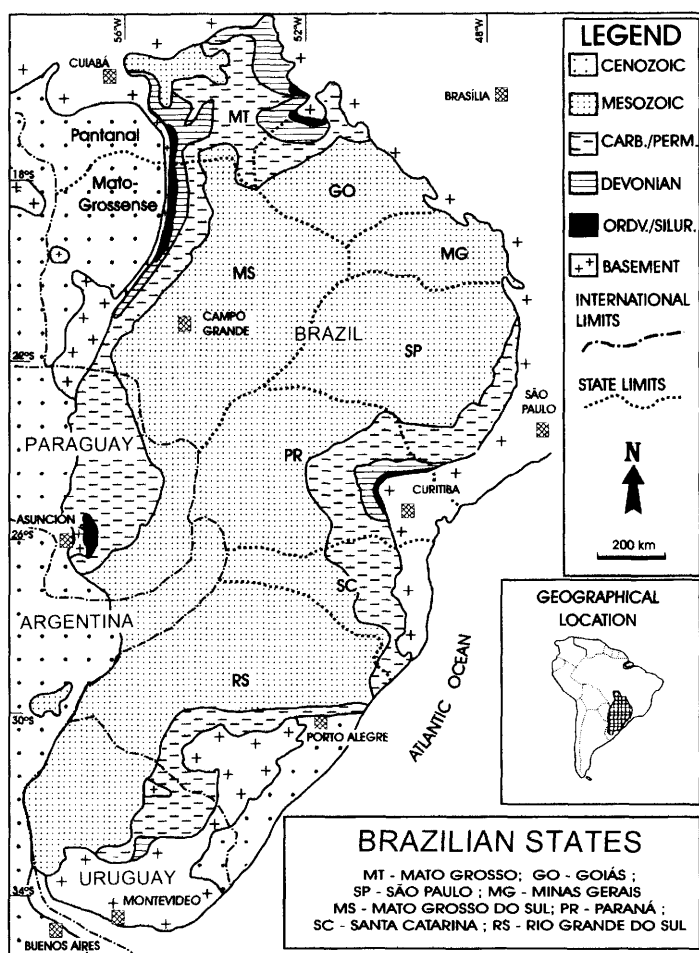 56°W
52°W
48°W
CUIABÁ
BRASÍLIA
MT
Pantanal
18°S
Mato-
Grossense
GO
MG
MS
CAMPO
GRANDE
BRAZIL
SP
22°S
SÃO
PAULO
PARAGUAY
PR
CURITIBA
ASUNCIÓN
26°S
SC
ARGENTINA
RS
ATLANTIC OCEAN
30°S
PORTO ALEGRE
URUGUAY
34°S
MONTEVIDEO
BUENOS AIRES
LEGEND
CENOZOIC
MESOZOIC
CARB./PERM.
DEVONIAN
ORDV./SILUR.
BASEMENT
INTERNATIONAL
LIMITS
STATE LIMITS
N
200 km
GEOGRAPHICAL
LOCATION
BRAZILIAN STATES
MT - MATO GROSSO; GO - GOIÁS ;
SP - SÃO PAULO ; MG - MINAS GERAIS
MS - MATO GROSSO DO SUL; PR - PARANÁ ;
SC - SANTA CATARINA ; RS - RIO GRANDE DO SUL